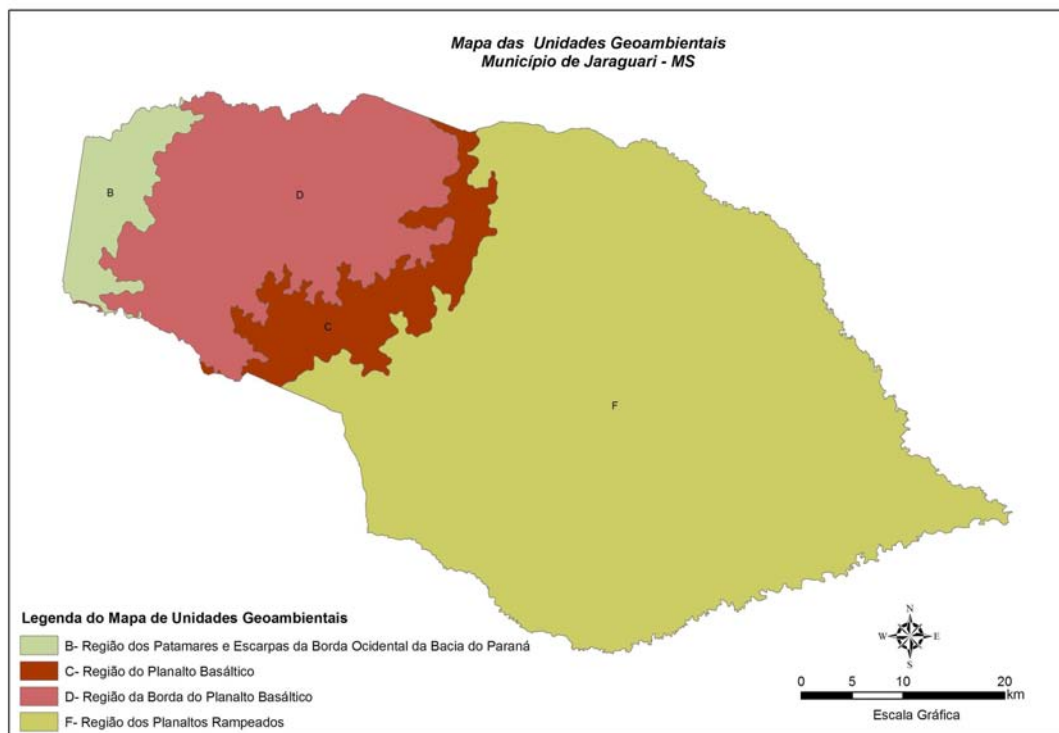 Mapa das Unidades Geoambientais
Município de Jaraguari - MS
B
D
C
F
Legenda do Mapa de Unidades Geoambientais
B- Região dos Patamares e Escarpas da Borda Ocidental da Bacia do Paraná
C- Região do Planalto Basáltico
D- Região da Borda do Planalto Basáltico
F- Região dos Planaltos Rampeados
N
W E
S
0 5 10 20
km
Escala Gráfica